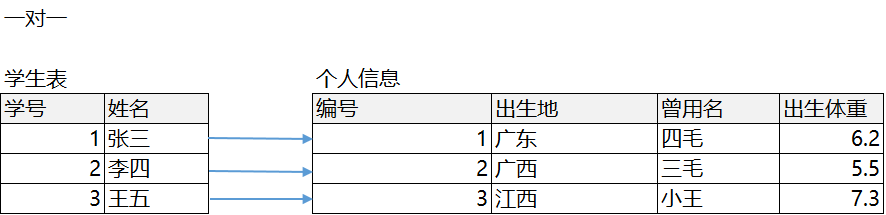 一对一
学生表 个人信息
学号 姓名 编号 出生地 曾用名 出生体重
1 张三 1 广东 四毛 6.2
2 李四 2 广西 三毛 5.5
3 王五 3 江西 小王 7.3